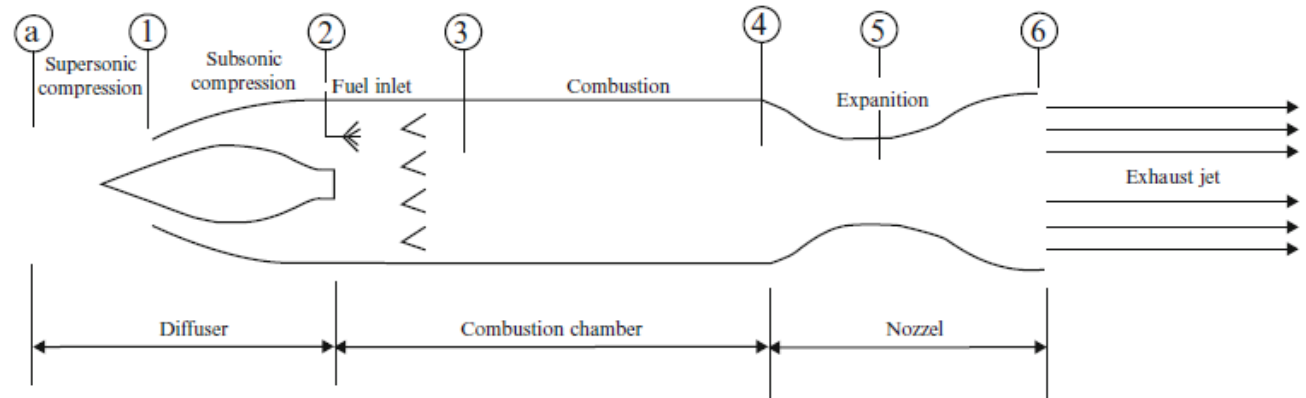 a
1
2
3
4
5
6
Supersonic
compression
Subsonic
compression
Fuel inlet
Combustion
Expanition
Exhaust jet
Diffuser
Combustion chamber
Nozzel